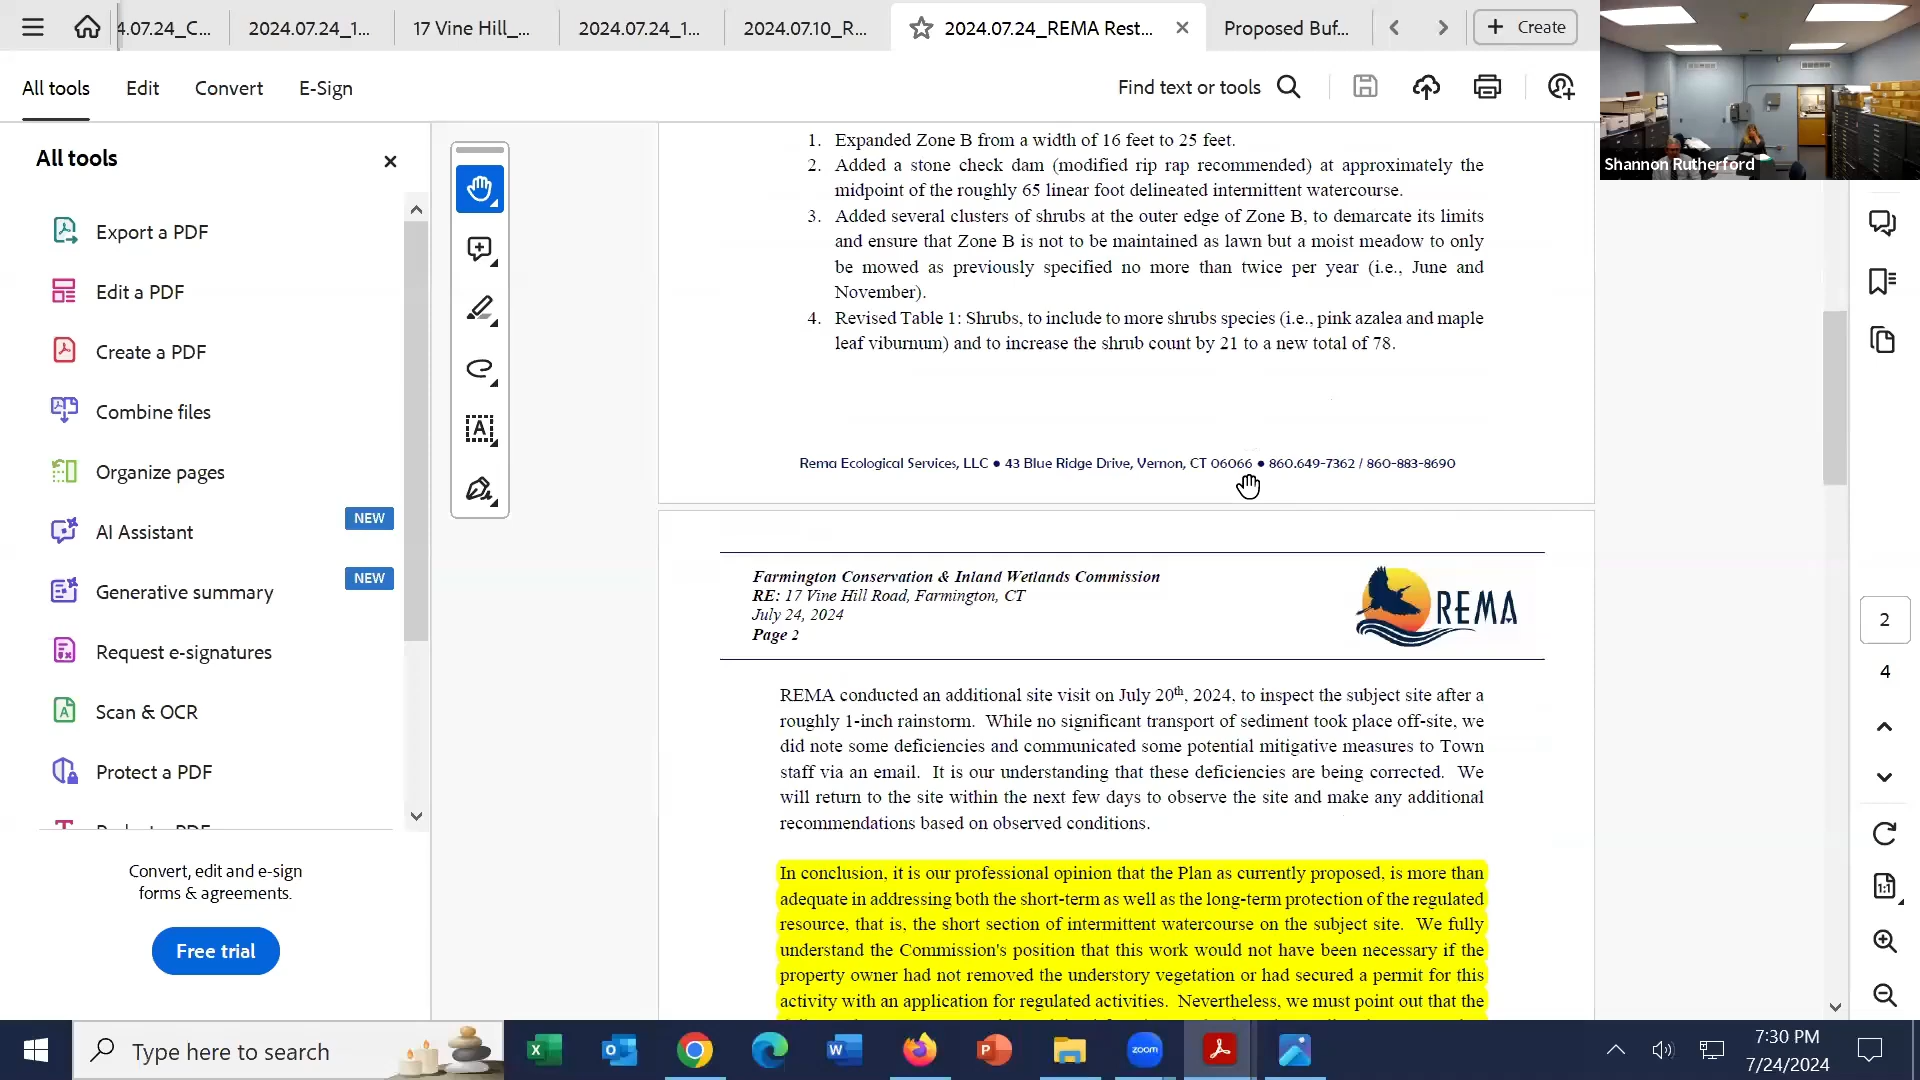 4.07.24_C...
2024.07.24_1...
17 Vine Hill_...
2024.07.24_1...
2024.07.10_R...
2024.07.24_REMA Rest...
Proposed Buf...
Create
All tools
Edit
Convert
E-Sign
Find text or tools
Shannon Rutherford
All tools
Export a PDF
Edit a PDF
Create a PDF
Combine files
Organize pages
AI Assistant
NEW
Generative summary
NEW
Request e-signatures
Scan & OCR
Protect a PDF
Convert, edit and e-sign
forms & agreements.
Free trial
1. Expanded Zone B from a width of 16 feet to 25 feet.
2. Added a stone check dam (modified rip rap recommended) at approximately the
midpoint of the roughly 65 linear foot delineated intermittent watercourse.
3. Added several clusters of shrubs at the outer edge of Zone B, to demarcate its limits
and ensure that Zone B is not to be maintained as lawn but a moist meadow to only
be mowed as previously specified no more than twice per year (i.e., June and
November).
4. Revised Table 1: Shrubs, to include to more shrubs species (i.e., pink azalea and maple
leaf viburnum) and to increase the shrub count by 21 to a new total of 78.
Rema Ecological Services, LLC ● 43 Blue Ridge Drive, Vernon, CT 06066 ● 860.649-7362 / 860-883-8690
Farmington Conservation & Inland Wetlands Commission
RE: 17 Vine Hill Road, Farmington, CT
July 24, 2024
Page 2
REMA
REMA conducted an additional site visit on July 20th, 2024, to inspect the subject site after a
roughly 1-inch rainstorm. While no significant transport of sediment took place off-site, we
did note some deficiencies and communicated some potential mitigative measures to Town
staff via an email. It is our understanding that these deficiencies are being corrected. We
will return to the site within the next few days to observe the site and make any additional
recommendations based on observed conditions.
In conclusion, it is our professional opinion that the Plan as currently proposed, is more than
adequate in addressing both the short-term as well as the long-term protection of the regulated
resource, that is, the short section of intermittent watercourse on the subject site. We fully
understand the Commission's position that this work would not have been necessary if the
property owner had not removed the understory vegetation or had secured a permit for this
activity with an application for regulated activities. Nevertheless, we must point out that the
2
4
1:1
Type here to search
zoom
7:30 PM
7/24/2024